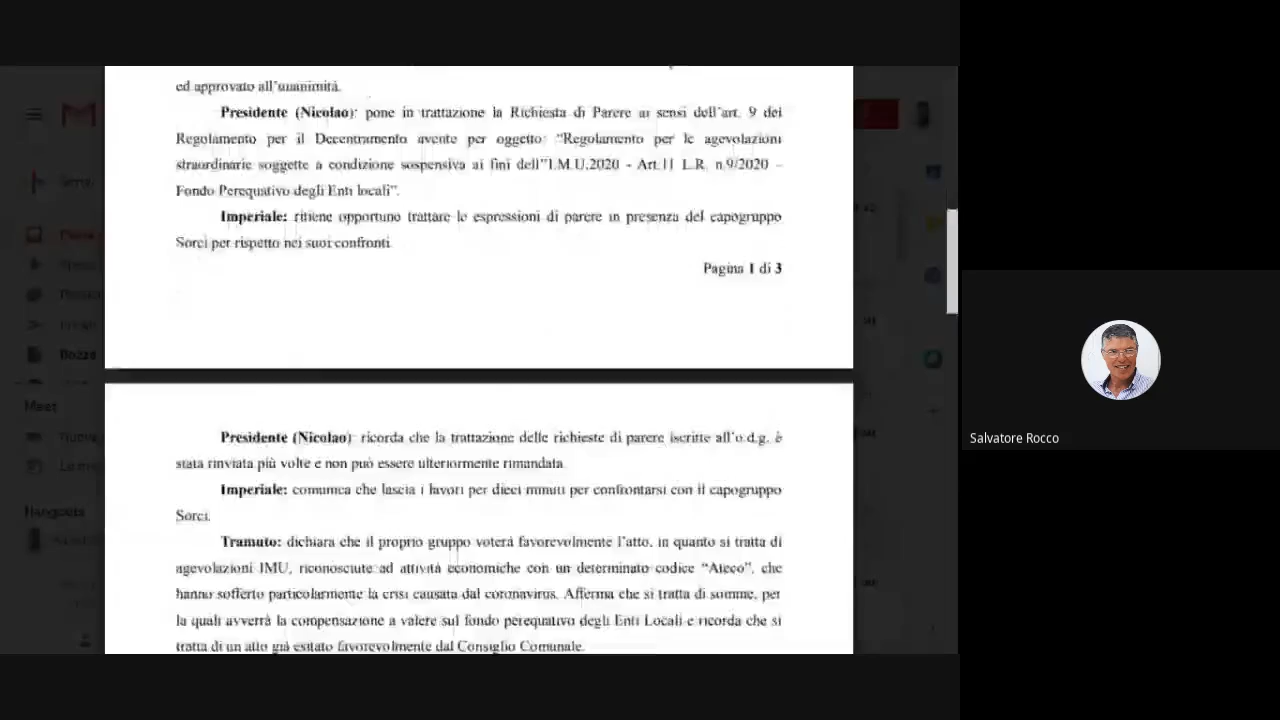 ed approvato all'unanimità.
Presidente (Nicolao): pone in trattazione la Richiesta di Parere ai sensi dell'art. 9 del
Regolamento per il Decentramento avente per oggetto: "Regolamento per le agevolazioni
straordinarie soggette a condizione sospensiva ai fini dell'"I.M.U.2020 - Art.11 L.R. n.9/2020 –
Fondo Perequativo degli Enti locali".
Imperiale: ritiene opportuno trattare le espressioni di parere in presenza del capogruppo
Sorci per rispetto nei suoi confronti.
Pagina 1 di 3
Presidente (Nicolao): ricorda che la trattazione delle richieste di parere iscritte all'o.d.g. è
stata rinviata più volte e non può essere ulteriormente rimandata.
Imperiale: comunica che lascia i lavori per dieci minuti per confrontarsi con il capogruppo
Sorci.
Tramuto: dichiara che il proprio gruppo voterà favorevolmente l'atto, in quanto si tratta di
agevolazioni IMU, riconosciute ad attività economiche con un determinato codice "Ateco", che
hanno sofferto particolarmente la crisi causata dal coronavirus. Afferma che si tratta di somme, per
la quali avverrà la compensazione a valere sul fondo perequativo degli Enti Locali e ricorda che si
tratta di un atto già esitato favorevolmente dal Consiglio Comunale.
Meet
Hangouts
Salvatore Rocco